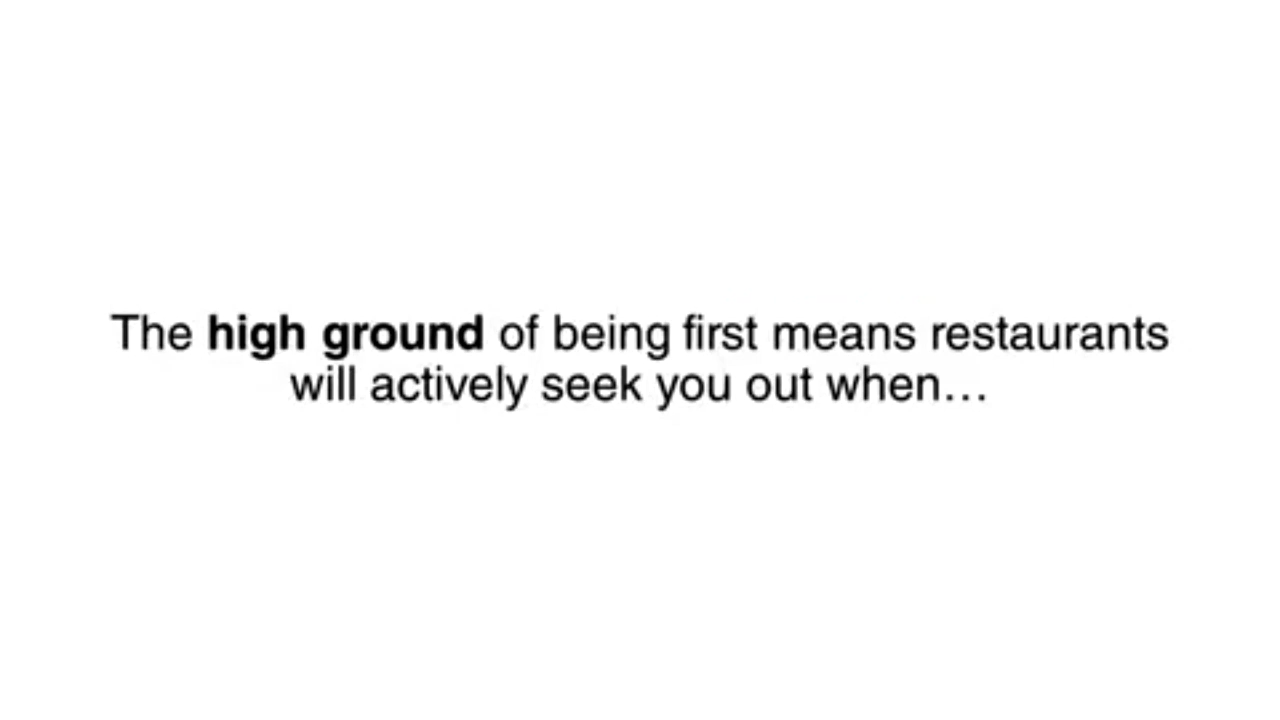 The high ground of being first means restaurants
will actively seek you out when…